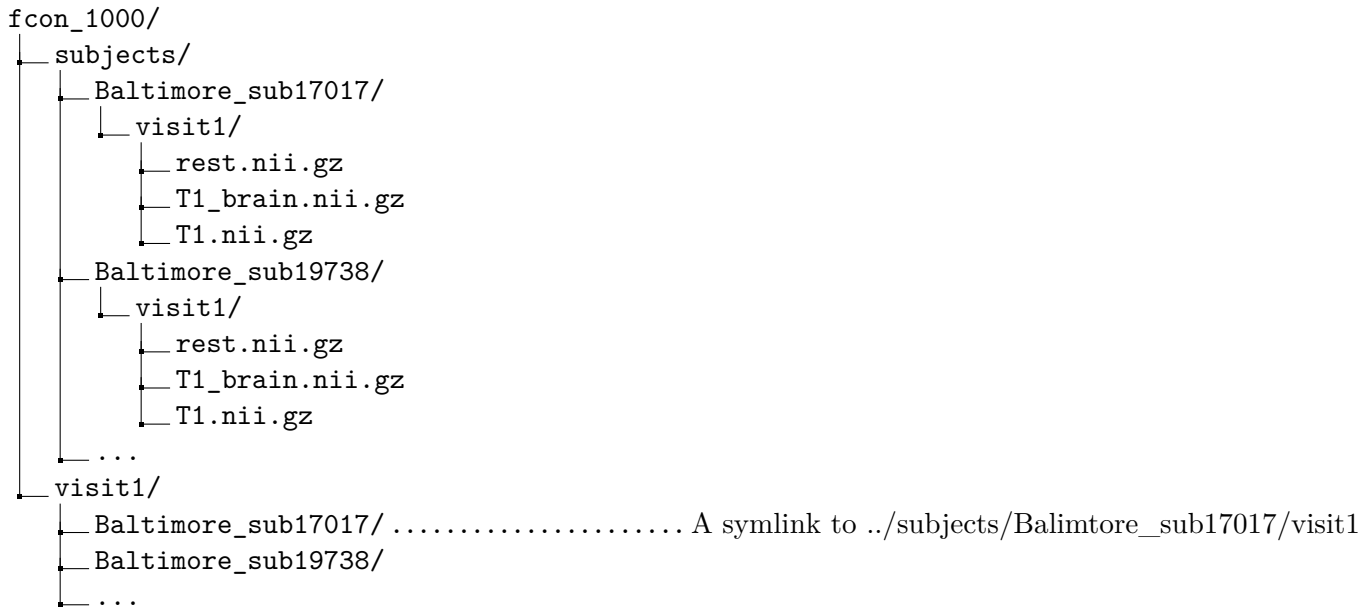 fcon_1000/
subjects/
Baltimore_sub17017/
visit1/
rest.nii.gz
T1_brain.nii.gz
T1.nii.gz
Baltimore_sub19738/
visit1/
rest.nii.gz
T1_brain.nii.gz
T1.nii.gz
...
visit1/
Baltimore_sub17017/ ...................... A symlink to ../subjects/Balimtore_sub17017/visit1
Baltimore_sub19738/
...